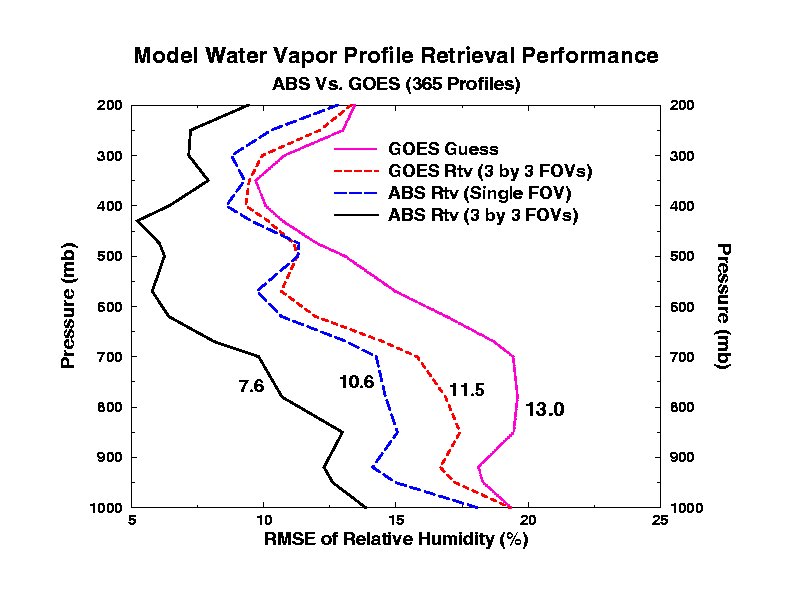 Model Water Vapor Profile Retrieval Performance
ABS Vs. GOES (365 Profiles)
200 200
300 GOES Guess 300
GOES Rtv (3 by 3 FOVs)
ABS Rtv (Single FOV)
400 ABS Rtv (3 by 3 FOVs) 400
500 500
600 600
700 700
7.6 10.6 11.5 13.0
800 800
900 900
1000 1000
Pressure (mb)
Pressure (mb)
5 10 15 20 25
RMSE of Relative Humidity (%)